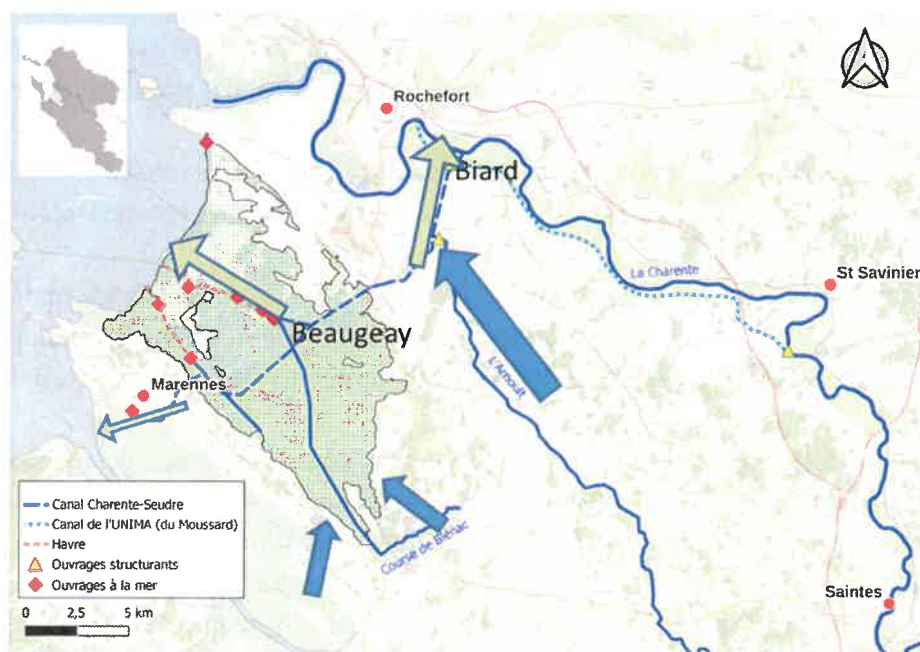 Rochefort
Biard
La Charente
St Savinien
Beaugeay
L'Arnoult
Marennes
Course de Blénac
Saintes
Canal Charente-Seudre
Canal de l'UNIMA (du Moussard)
Havre
Ouvrages structurants
Ouvrages à la mer
0 2,5 5 km